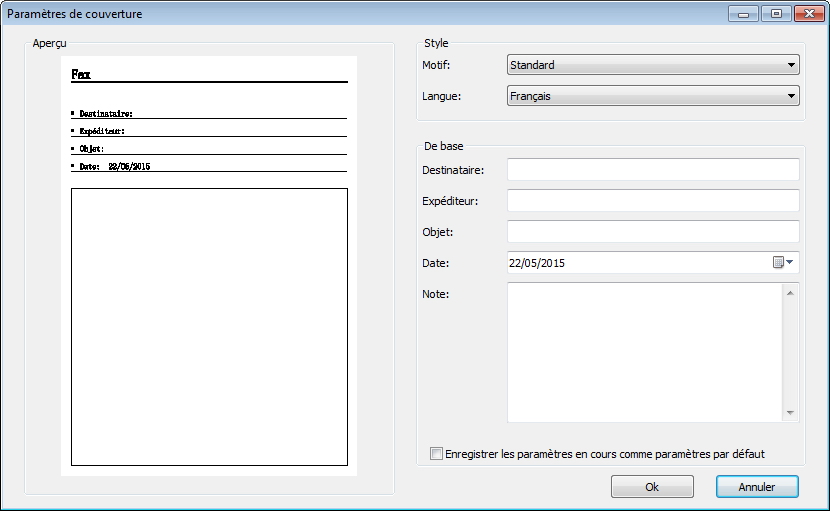 Paramètres de couverture
Aperçu
Fax
Destinataire:
Expéditeur:
Objet:
Date: 22/05/2015
Style
Motif: Standard
Langue: Français
De base
Destinataire:
Expéditeur:
Objet:
Date: 22/05/2015
Note:
Enregistrer les paramètres en cours comme paramètres par défaut
Ok Annuler